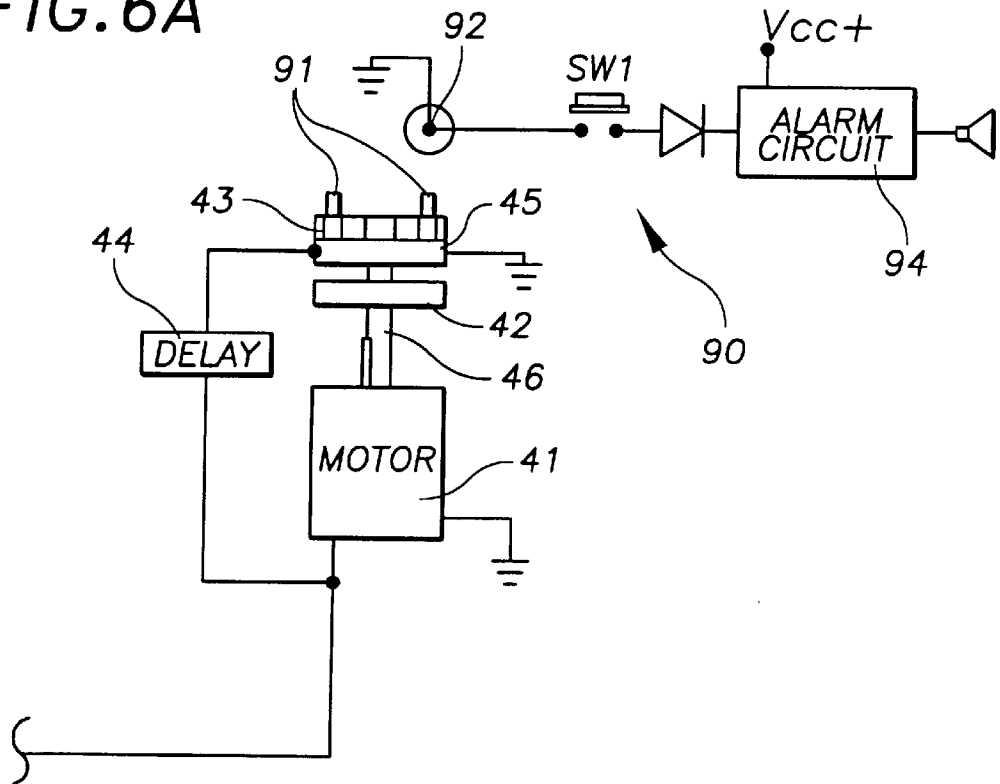 FIG. 6A
92
Vcc+
91
SW1
ALARM
CIRCUIT
43
45
44
94
42
90
DELAY
46
MOTOR
41